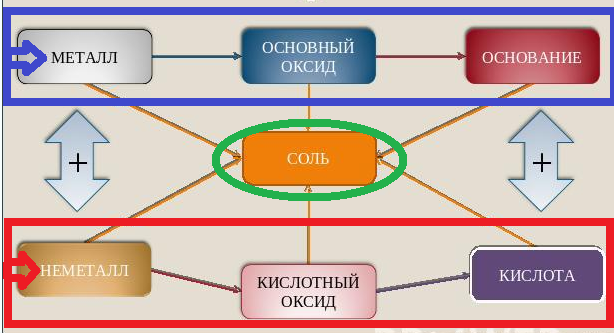 МЕТАЛЛ
ОСНОВНЫЙ
ОКСИД
ОСНОВАНИЕ
+
СОЛЬ
+
НЕМЕТАЛЛ
КИСЛОТНЫЙ
ОКСИД
КИСЛОТА